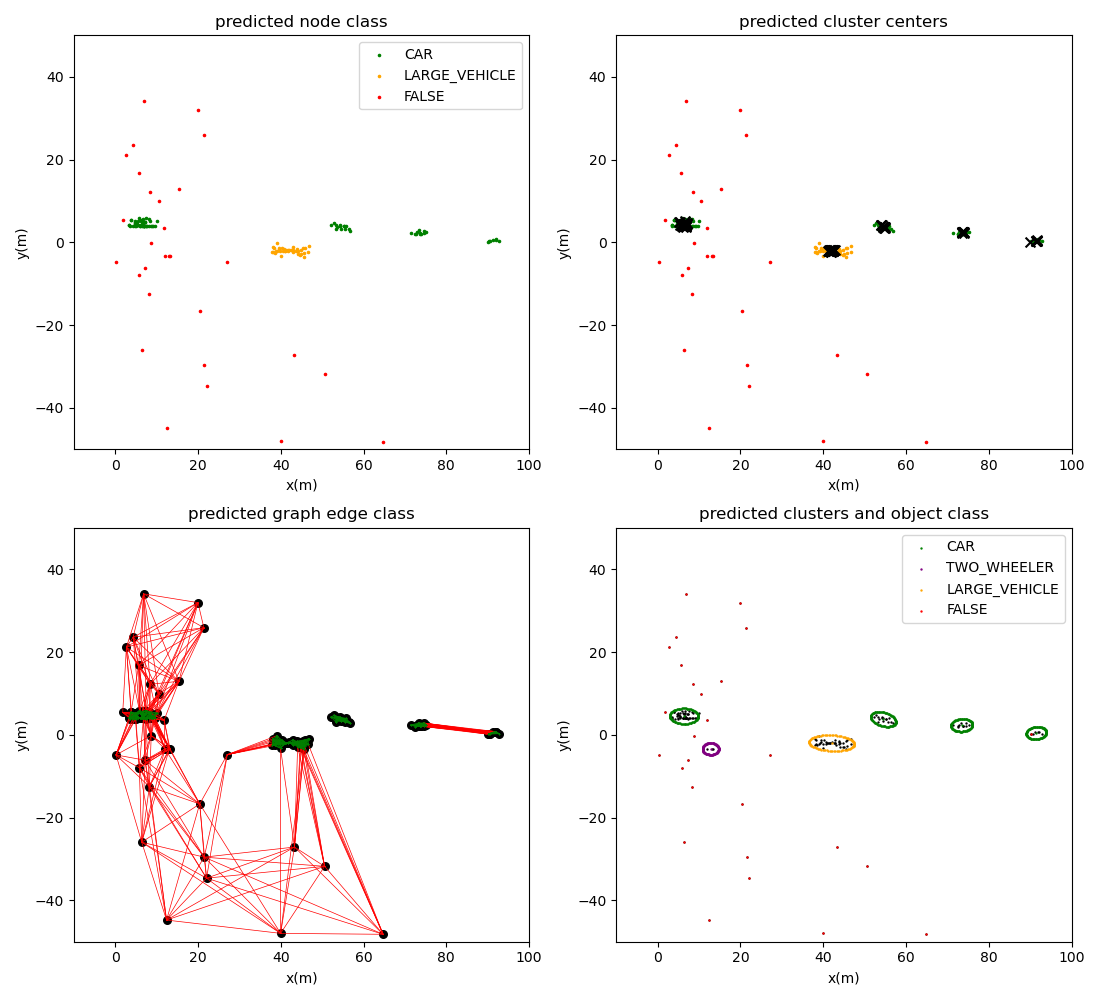 predicted node class
CAR
LARGE_VEHICLE
FALSE
40
20
0
−20
−40
y(m)
0 20 40 60 80 100
x(m)
predicted cluster centers
40
20
0
−20
−40
y(m)
0 20 40 60 80 100
x(m)
predicted graph edge class
40
20
0
−20
−40
y(m)
0 20 40 60 80 100
x(m)
predicted clusters and object class
CAR
TWO_WHEELER
LARGE_VEHICLE
FALSE
40
20
0
−20
−40
y(m)
0 20 40 60 80 100
x(m)